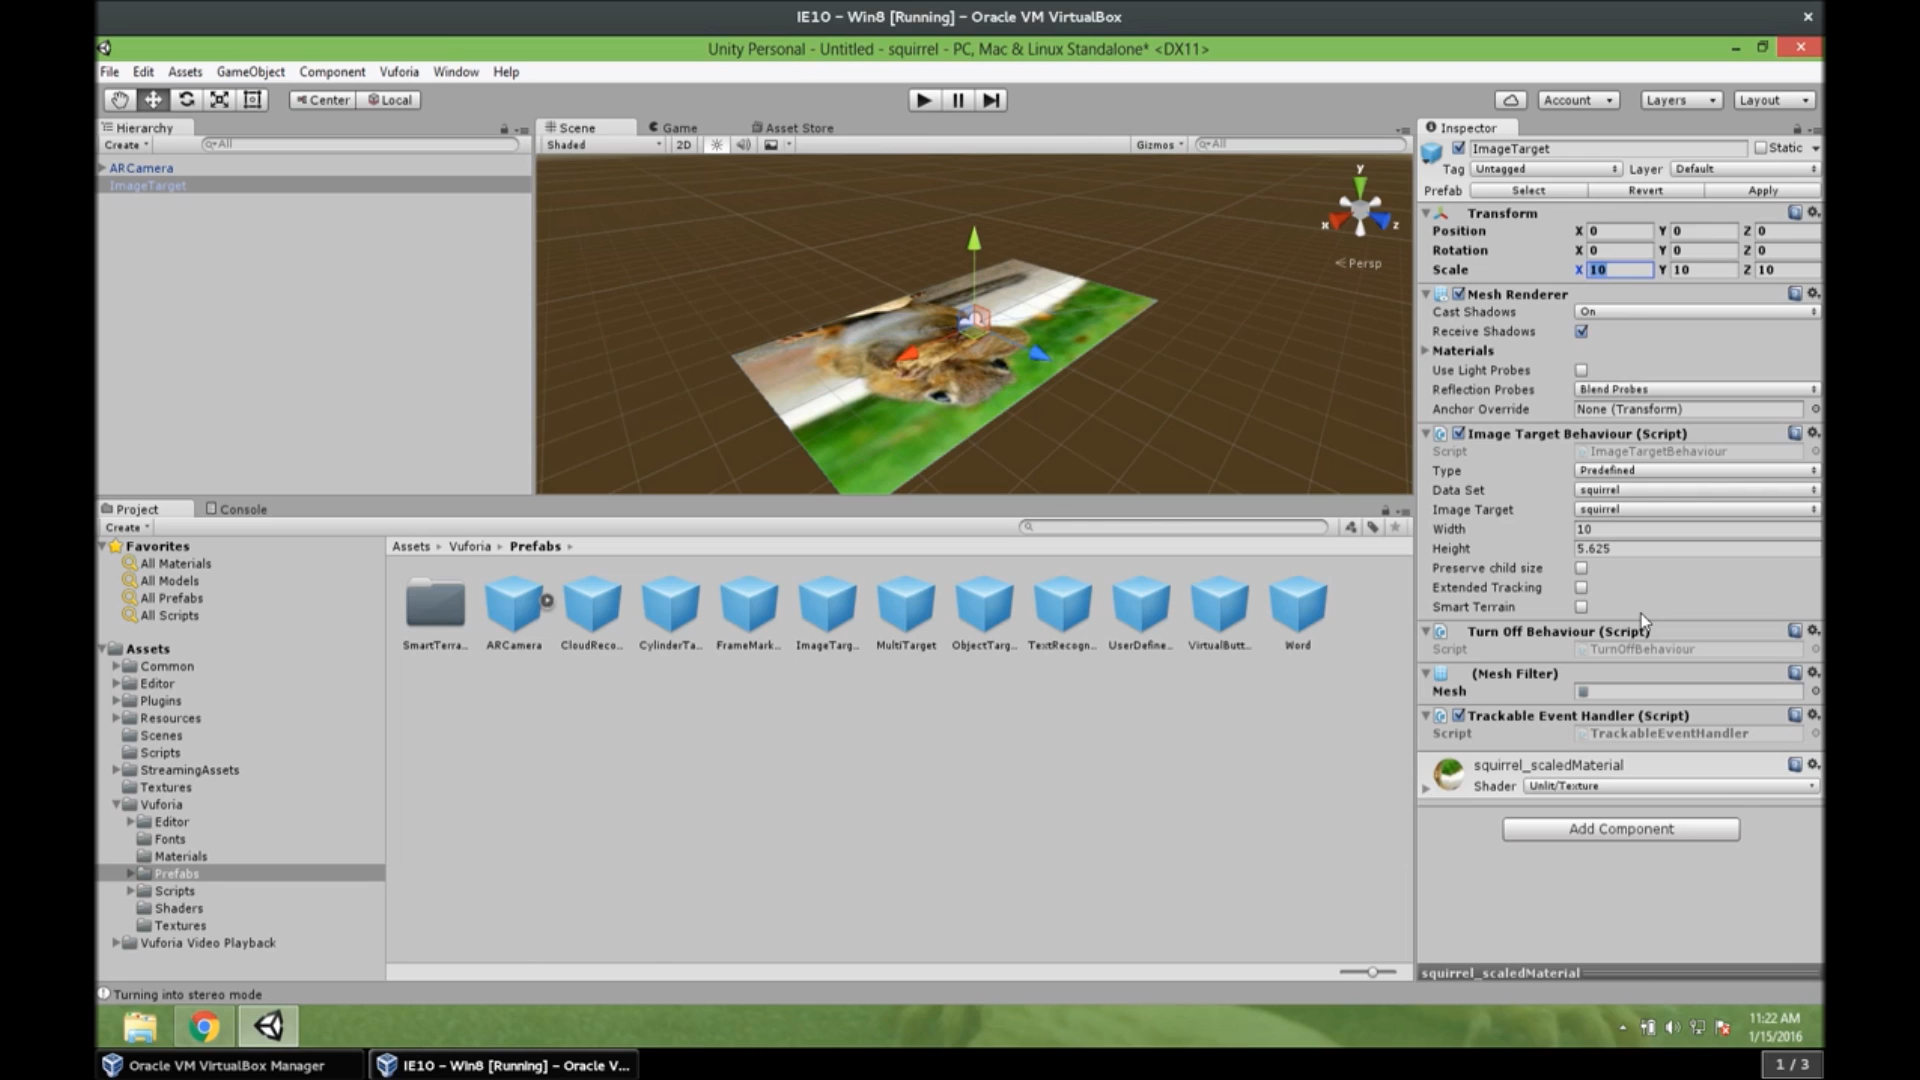 IE10 – Win8 [Running] – Oracle VM VirtualBox
Unity Personal - Untitled - squirrel - PC, Mac & Linux Standalone* <DX11>
File Edit Assets GameObject Component Vuforia Window Help
Center Local Account Layers Layout
Hierarchy
Create All
ARCamera
ImageTarget
Scene Game Asset Store
Shaded 2D Gizmos All
y
x z
Persp
Inspector
ImageTarget Static
Tag Untagged Layer Default
Prefab Select Revert Apply
Transform
Position X 0 Y 0 Z 0
Rotation X 0 Y 0 Z 0
Scale X 10 Y 10 Z 10
Mesh Renderer
Cast Shadows On
Receive Shadows
Materials
Use Light Probes
Reflection Probes Blend Probes
Anchor Override None (Transform)
Image Target Behaviour (Script)
Script ImageTargetBehaviour
Type Predefined
Data Set squirrel
Image Target squirrel
Width 10
Height 5.625
Preserve child size
Extended Tracking
Smart Terrain
Turn Off Behaviour (Script)
Script TurnOffBehaviour
(Mesh Filter)
Mesh
Trackable Event Handler (Script)
Script TrackableEventHandler
squirrel_scaledMaterial
Shader Unlit/Texture
Add Component
squirrel_scaledMaterial
Project Console
Create
Favorites
All Materials
All Models
All Prefabs
All Scripts
Assets
Common
Editor
Plugins
Resources
Scenes
Scripts
StreamingAssets
Textures
Vuforia
Editor
Fonts
Materials
Prefabs
Scripts
Shaders
Textures
Vuforia Video Playback
Assets Vuforia Prefabs
SmartTerra... ARCamera CloudReco... CylinderTa... FrameMark... ImageTarg... MultiTarget ObjectTarg... TextRecogn... UserDefine... VirtualButt... Word
Turning into stereo mode
11:22 AM
1/15/2016
Oracle VM VirtualBox Manager
IE10 – Win8 [Running] – Oracle V...
1 / 3